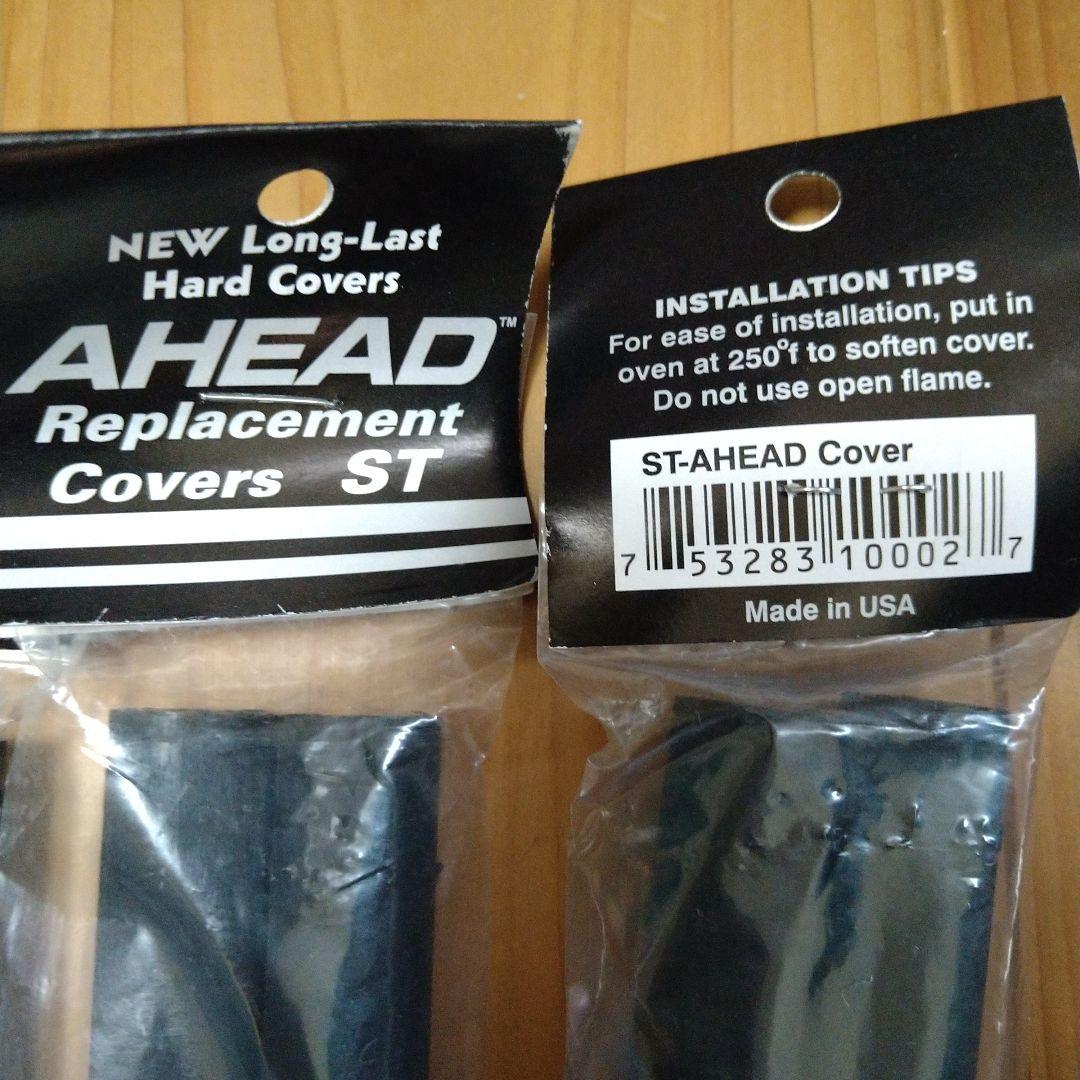 NEW Long-Last
Hard Covers
AHEAD™
Replacement
Covers ST
INSTALLATION TIPS
For ease of installation, put in
oven at 250°f to soften cover.
Do not use open flame.
ST-AHEAD Cover
7 53283 10002 7
Made in USA